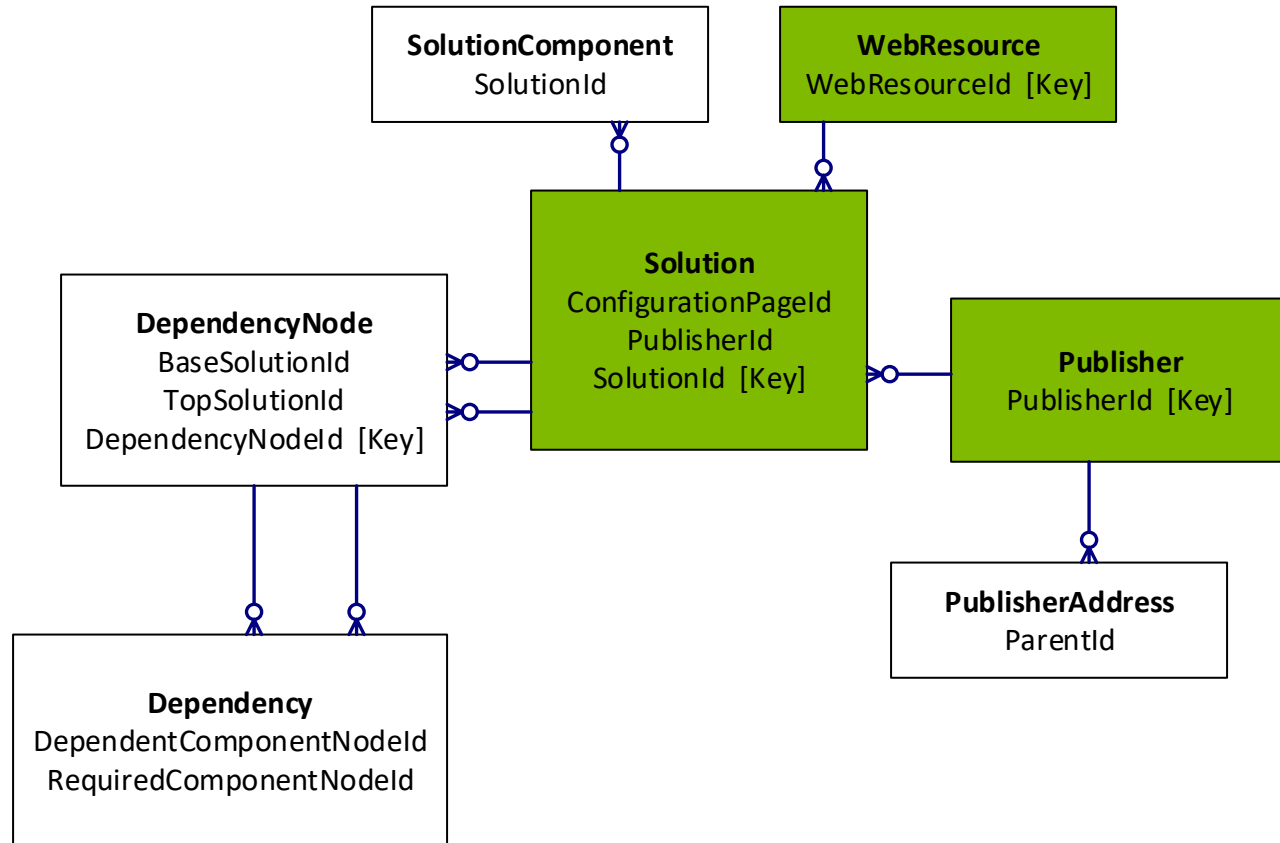 SolutionComponent
SolutionId
WebResource
WebResourceId [Key]
Solution
ConfigurationPageId
PublisherId
SolutionId [Key]
DependencyNode
BaseSolutionId
TopSolutionId
DependencyNodeId [Key]
Publisher
PublisherId [Key]
PublisherAddress
ParentId
Dependency
DependentComponentNodeId
RequiredComponentNodeId